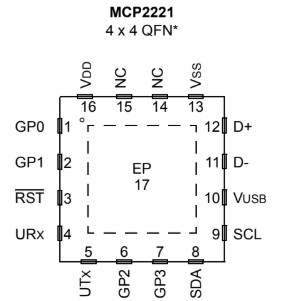 MCP2221
4 x 4 QFN*
VDD
NC
NC
VSS
16 15 14 13
GP0 1
GP1 2
RST 3
URx 4
12 D+
11 D-
10 VUSB
9 SCL
EP
17
5 6 7 8
UTx
GP2
GP3
SDA